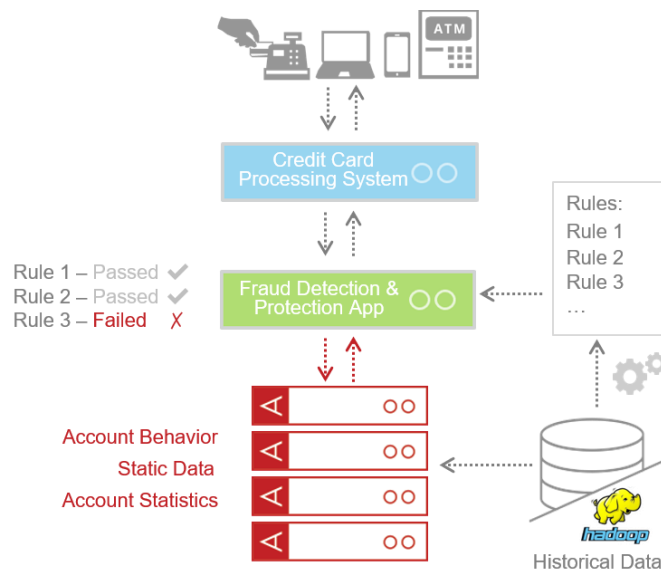 ATM
Credit Card
Processing System
Rules:
Rule 1
Rule 2
Rule 3
...
Rule 1 – Passed ✓
Rule 2 – Passed ✓
Rule 3 – Failed ✗
Fraud Detection &
Protection App
Account Behavior
Static Data
Account Statistics
hadoop
Historical Data